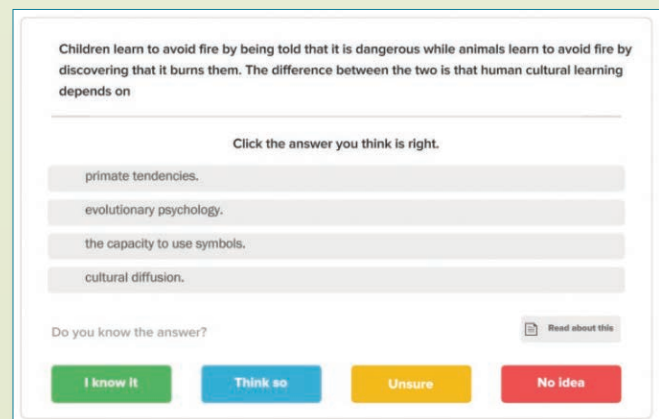 Children learn to avoid fire by being told that it is dangerous while animals learn to avoid fire by
discovering that it burns them. The difference between the two is that human cultural learning
depends on
Click the answer you think is right.
primate tendencies.
evolutionary psychology.
the capacity to use symbols.
cultural diffusion.
Do you know the answer?
Read about this
I know it
Think so
Unsure
No idea